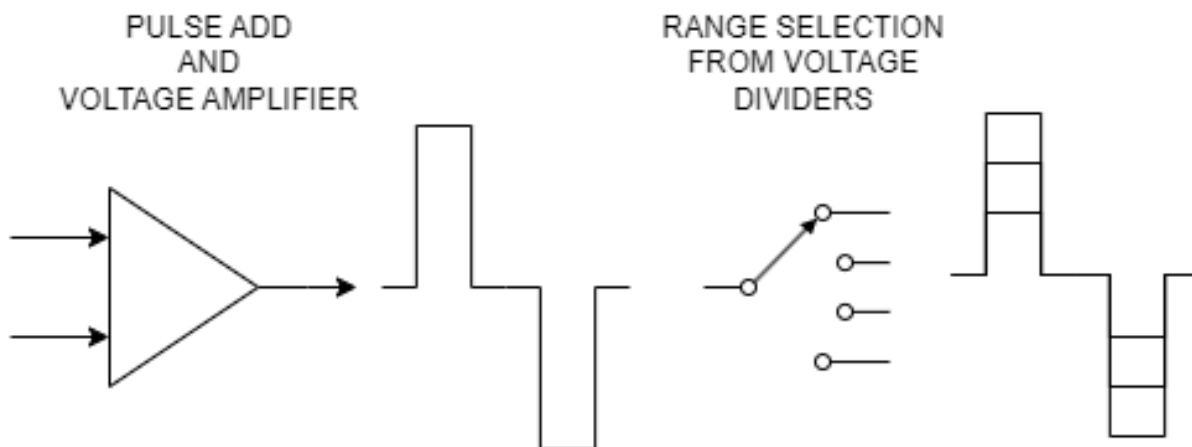 PULSE ADD
AND
VOLTAGE AMPLIFIER
RANGE SELECTION
FROM VOLTAGE
DIVIDERS